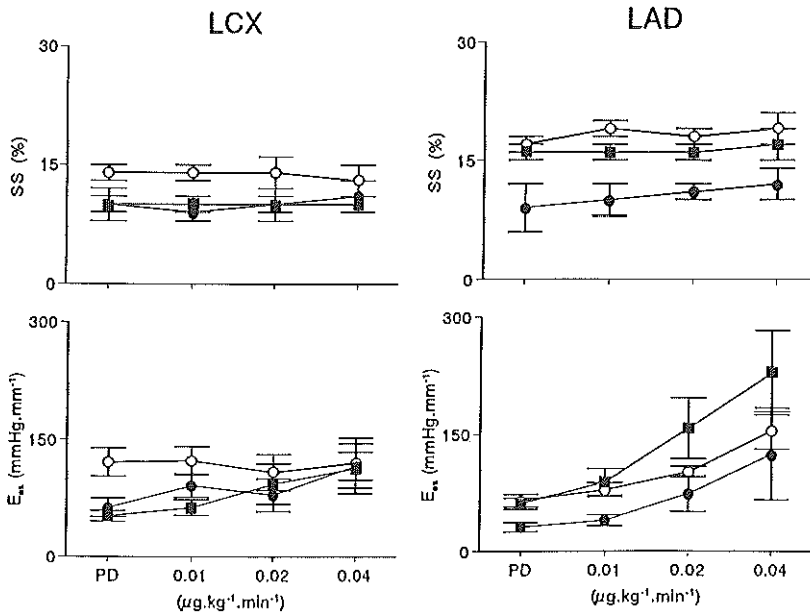 LCX
LAD
30
SS (%)
15
0
30
SS (%)
15
0
300
E_es (mmHg.mm⁻¹)
150
0
PD 0.01 0.02 0.04
(µg.kg⁻¹.min⁻¹)
300
E_es (mmHg.mm⁻¹)
150
0
PD 0.01 0.02 0.04
(µg.kg⁻¹.min⁻¹)